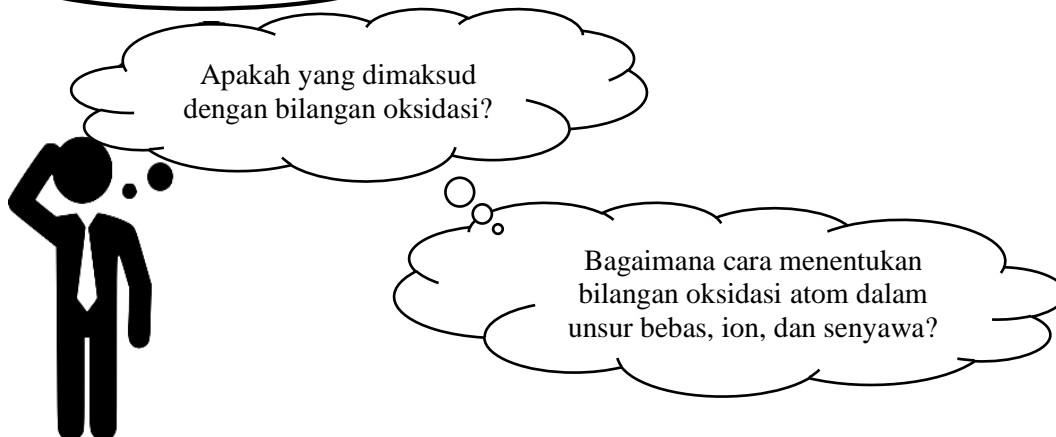 Apakah yang dimaksud
dengan bilangan oksidasi?
Bagaimana cara menentukan
bilangan oksidasi atom dalam
unsur bebas, ion, dan senyawa?